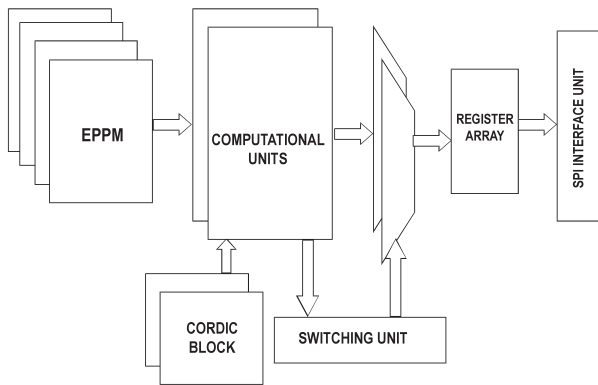 EPPM
COMPUTATIONAL
UNITS
REGISTER
ARRAY
SPI INTERFACE UNIT
CORDIC
BLOCK
SWITCHING UNIT